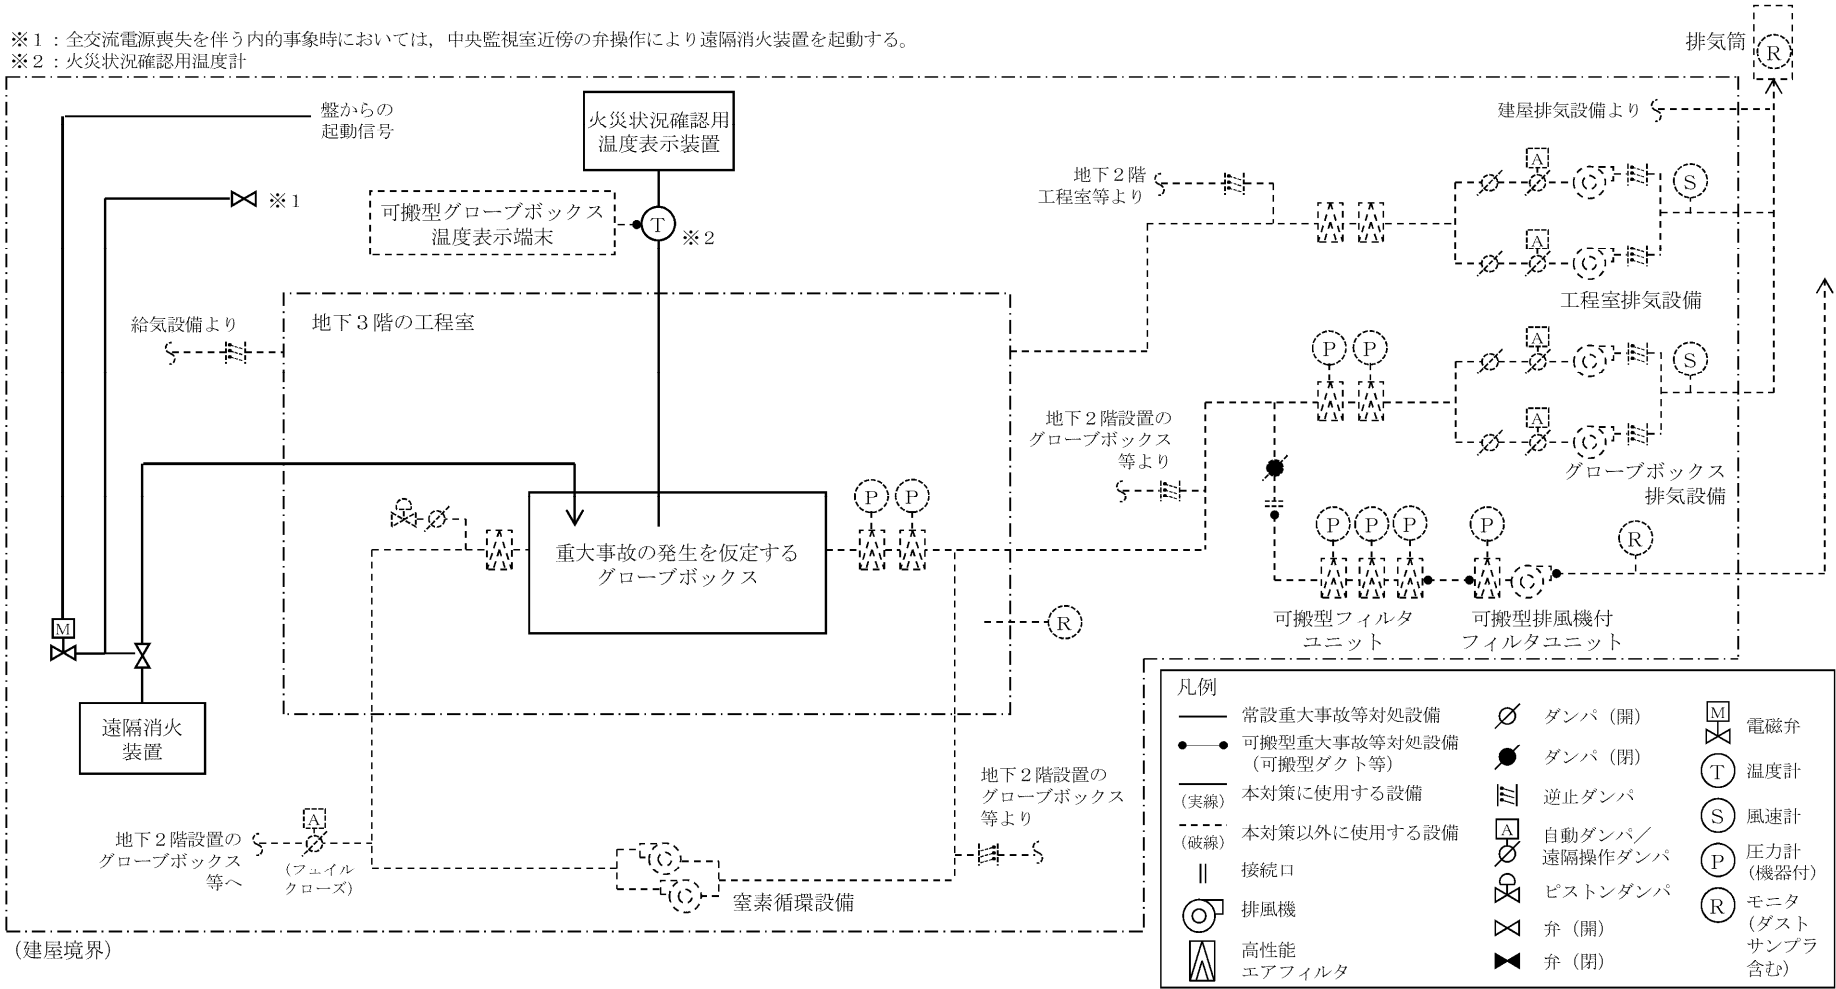 ※1：全交流電源喪失を伴う内的事象時においては，中央監視室近傍の弁操作により遠隔消火装置を起動する。
※2：火災状況確認用温度計
排気筒
R
盤からの
起動信号
※1
火災状況確認用
温度表示装置
可搬型グローブボックス
温度表示端末
T
※2
建屋排気設備より
地下2階
工程室等より
A
S
A
工程室排気設備
給気設備より
地下3階の工程室
P
P
A
S
A
グローブボックス
排気設備
地下2階設置の
グローブボックス
等より
P
P
重大事故の発生を仮定する
グローブボックス
P
P
P
P
R
可搬型フィルタ
ユニット
可搬型排風機付
フィルタユニット
R
M
遠隔消火
装置
地下2階設置の
グローブボックス
等へ
A
（フェイル
クローズ）
窒素循環設備
地下2階設置の
グローブボックス
等より
（建屋境界）
凡例
常設重大事故等対処設備
可搬型重大事故等対処設備
（可搬型ダクト等）
（実線）
本対策に使用する設備
（破線）
本対策以外に使用する設備
接続口
排風機
高性能
エアフィルタ
ダンパ（開）
ダンパ（閉）
逆止ダンパ
A
自動ダンパ／
遠隔操作ダンパ
ピストンダンパ
弁（開）
弁（閉）
M
電磁弁
T
温度計
S
風速計
P
圧力計
（機器付）
R
モニタ
（ダスト
サンプラ
含む）